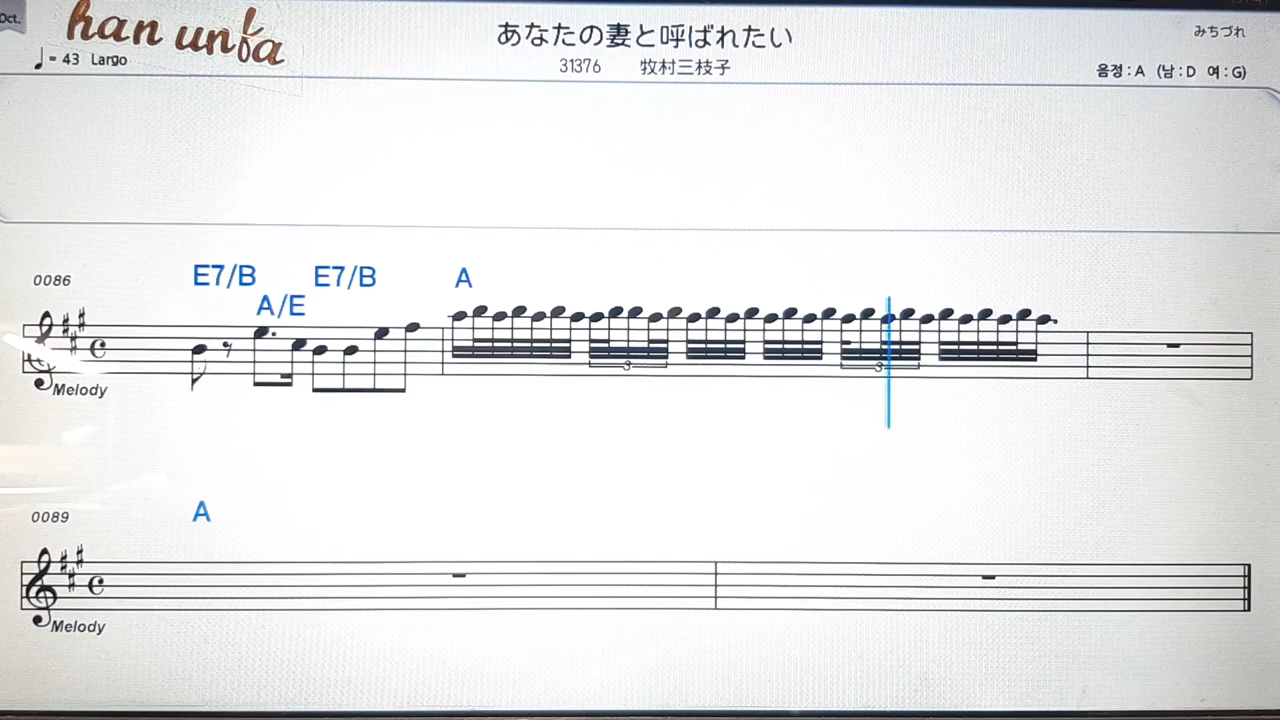 Oct.
han unba
♩= 43 Largo
あなたの妻と呼ばれたい
31376 牧村三枝子
みちづれ
음정 : A (남 : D 여 : G)
0086
E7/B E7/B A
A/E
3 3
Melody
0089
A
Melody